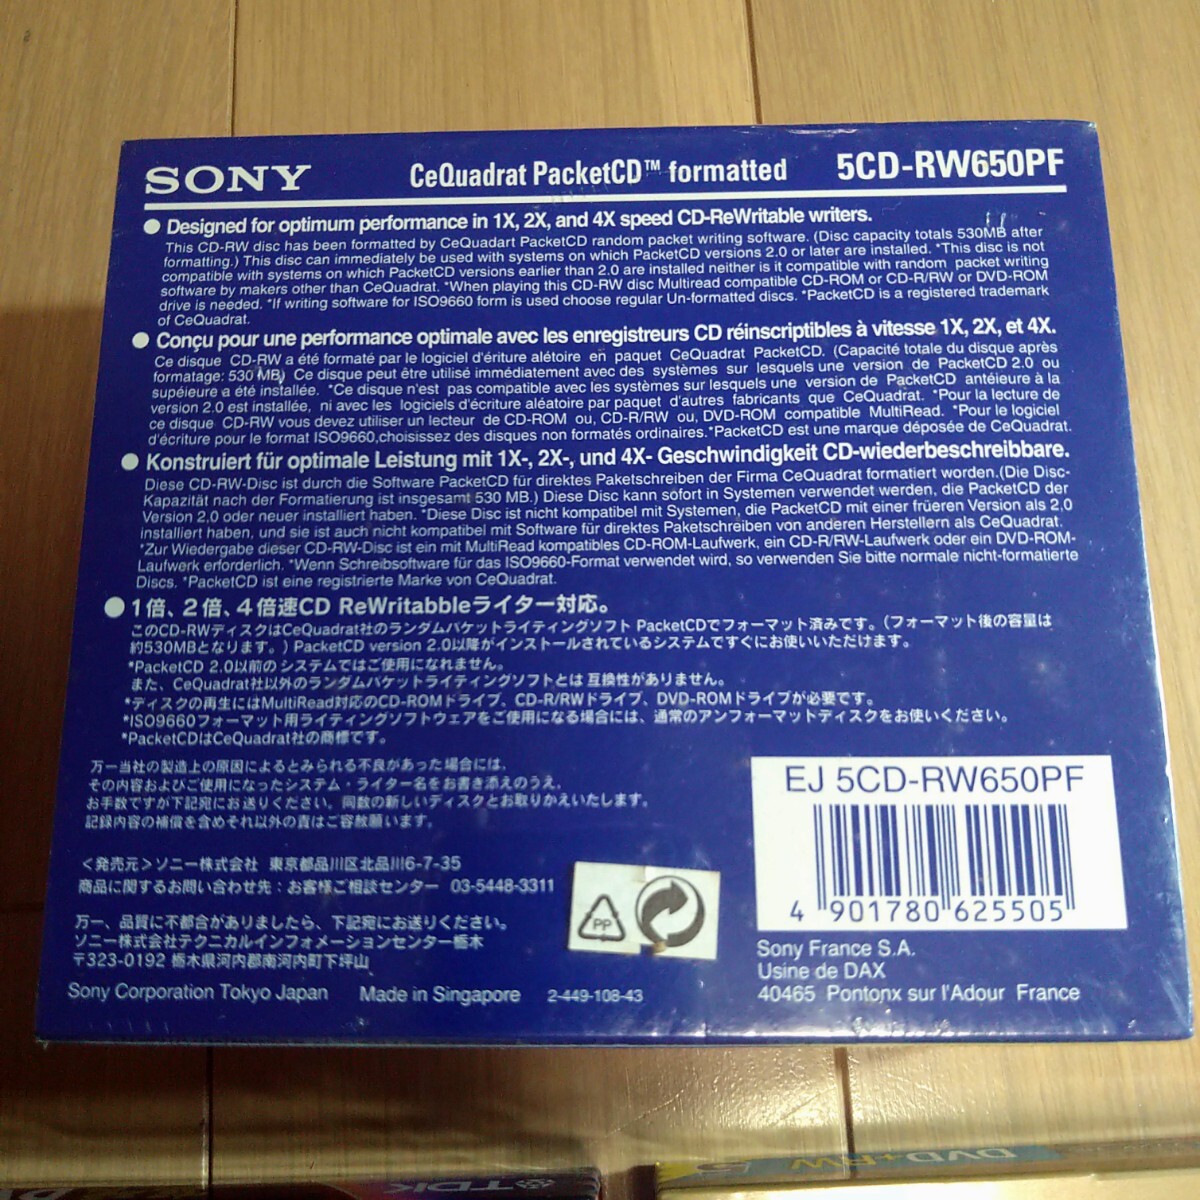 SONY CeQuadrat PacketCD™ formatted 5CD-RW650PF
● Designed for optimum performance in 1X, 2X, and 4X speed CD-ReWritable writers.
This CD-RW disc has been formatted by CeQuadart PacketCD random packet writing software. (Disc capacity totals 530MB after
formatting.) This disc can immediately be used with systems on which PacketCD versions 2.0 or later are installed. *This disc is not
compatible with systems on which PacketCD versions earlier than 2.0 are installed neither is it compatible with random packet writing
software by makers other than CeQuadrat. *When playing this CD-RW disc Multiread compatible CD-ROM or CD-R/RW or DVD-ROM
drive is needed. *If writing software for ISO9660 form is used choose regular Un-formatted discs. *PacketCD is a registered trademark
of CeQuadrat.
● Conçu pour une performance optimale avec les enregistreurs CD réinscriptibles à vitesse 1X, 2X, et 4X.
Ce disque CD-RW a été formaté par le logiciel d'ériture alétoire en paquet CeQuadrat PacketCD. (Capacité totale du disque après
formatage: 530 MB) Ce disque peut être utilisé immédiatement avec des systèmes sur lesquels une version de PacketCD 2.0 ou
supéieure a été installée. *Ce disque n'est pas compatible avec les systèmes sur lesquels une version de PacketCD antéieure à la
version 2.0 est installée, ni avec les logiciels d'écriture aléatoire par paquet d'autres fabricants que CeQuadrat. *Pour la lecture de
ce disque CD-RW vous devez utiliser un lecteur de CD-ROM ou, CD-R/RW ou, DVD-ROM compatible MultiRead. *Pour le logiciel
d'écriture pour le format ISO9660,choisissez des disques non formatés ordinaires.*PacketCD est une marque déposée de CeQuadrat.
● Konstruiert für optimale Leistung mit 1X-, 2X-, und 4X- Geschwindigkeit CD-wiederbeschreibbare.
Diese CD-RW-Disc ist durch die Software PacketCD für direktes Paketschreiben der Firma CeQuadrat formatiert worden.(Die Disc-
Kapazität nach der Formatierung ist insgesamt 530 MB.) Diese Disc kann sofort in Systemen verwendet werden, die PacketCD der
Version 2,0 oder neuer installiert haben. *Diese Disc ist nicht kompatibel mit Systemen, die PacketCD mit einer früeren Version als 2,0
installiert haben, und sie ist auch nicht kompatibel mit Software für direktes Paketschreiben von anderen Herstellern als CeQuadrat.
*Zur Wiedergabe dieser CD-RW-Disc ist ein mit MultiRead kompatibles CD-ROM-Laufwerk, ein CD-R/RW-Laufwerk oder ein DVD-ROM-
Laufwerk erforderlich. *Wenn Schreibsoftware für das ISO9660-Format verwendet wird, so verwenden Sie bitte normale nicht-formatierte
Discs. *PacketCD ist eine registrierte Marke von CeQuadrat.
● 1倍、2倍、4倍速CD ReWritabbleライター対応。
このCD-RWディスクはCeQuadrat社のランダムパケットライティングソフト PacketCDでフォーマット済みです。(フォーマット後の容量は
約530MBとなります。) PacketCD version 2.0以降がインストールされているシステムですぐにお使いいただけます。
*PacketCD 2.0以前のシステムではご使用になれません。
また、CeQuadrat社以外のランダムパケットライティングソフトとは互換性がありません。
*ディスクの再生にはMultiRead対応のCD-ROMドライブ、CD-R/RWドライブ、DVD-ROMドライブが必要です。
*ISO9660フォーマット用ライティングソフトウェアをご使用になる場合には、通常のアンフォーマットディスクをお使いください。
*PacketCDはCeQuadrat社の商標です。
万一当社の製造上の原因によるとみられる不良があった場合には、
その内容およびご使用になったシステム・ライター名をお書き添えのうえ、
お手数ですが下記宛にお送りください。同数の新しいディスクとお取りかえいたします。
記録内容の補償を含めそれ以外の責はご容赦願います。
<発売元>ソニー株式会社 東京都品川区北品川6-7-35
商品に関するお問い合わせ先:お客様ご相談センター 03-5448-3311
万一、品質に不都合がありましたら、下記宛にお送りください。
ソニー株式会社テクニカルインフォメーションセンター栃木
〒323-0192 栃木県河内郡南河内町下坪山
Sony Corporation Tokyo Japan Made in Singapore 2-449-108-43
PP
EJ 5CD-RW650PF
4 901780 625505
Sony France S.A.
Usine de DAX
40465 Pontonx sur l'Adour France
TDK
DVD+RW 5